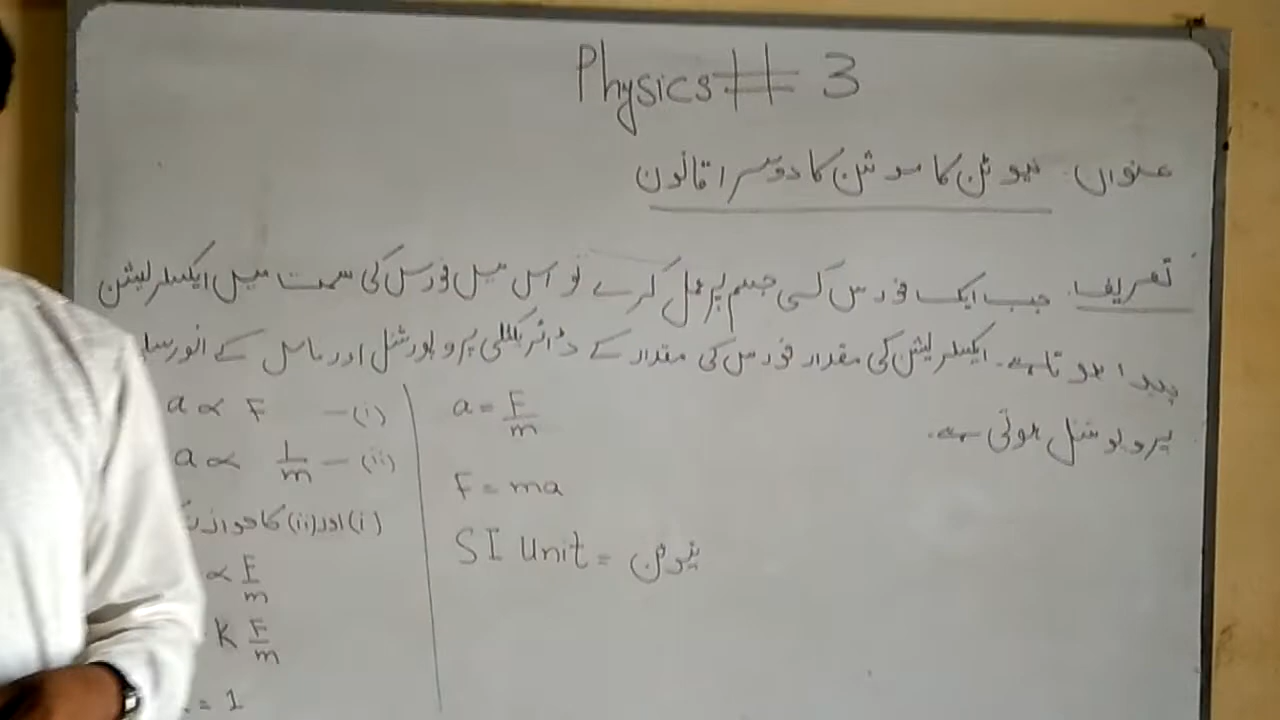 Physics # 3
عنوان. نیوٹن کا موشن کا دوسرا قانون
تعریف. جب ایک فورس کسی جسم پر عمل کرے تو اس میں فورس کی سمت میں ایکسلریشن
پیدا ہوتا ہے. ایکسلریشن کی مقدار فورس کی مقدار کے ڈائریکٹلی پروپورشنل اور ماس کے
پروپوشنل ہوتی ہے.
a ∝ F —(i)
a ∝ 1/m —(ii)
(i) اور (ii) کا موازنہ
∝ F/m
K F/m
= 1
a = F/m
F = ma
SI Unit = نیوٹن